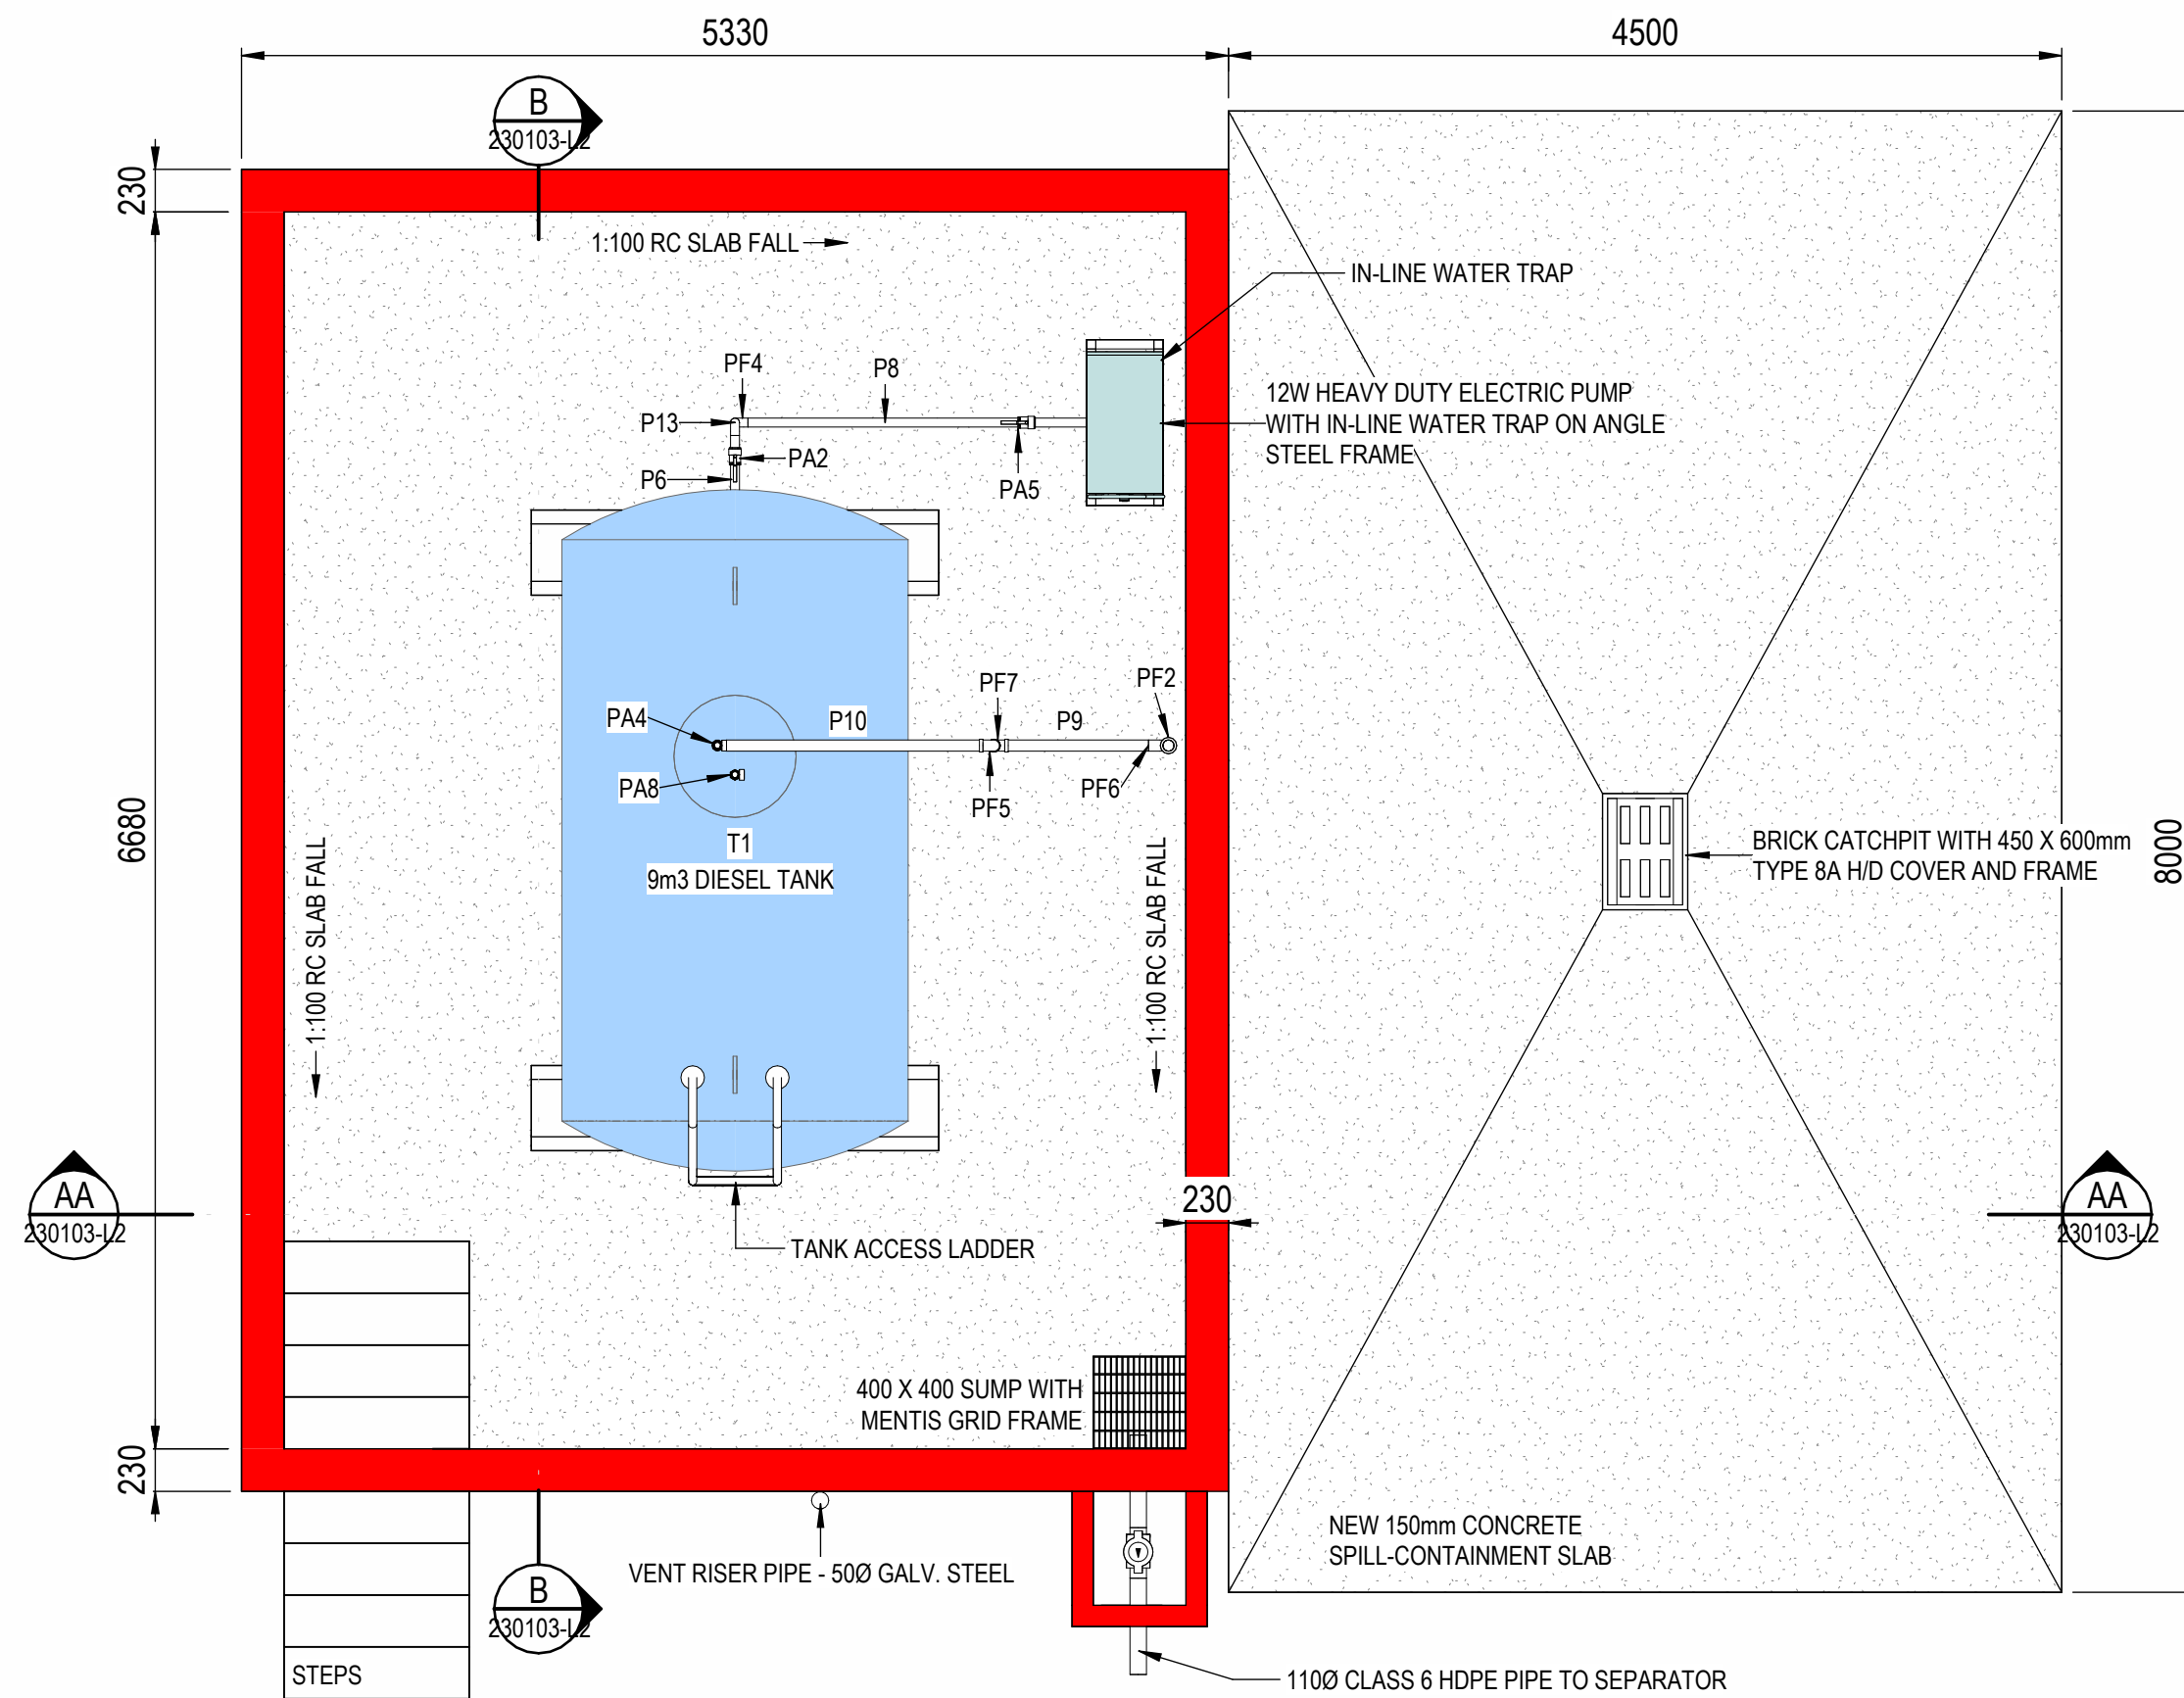 5330
4500
B
230103-L2
230
1:100 RC SLAB FALL
IN-LINE WATER TRAP
PF4
P8
P13
12W HEAVY DUTY ELECTRIC PUMP
WITH IN-LINE WATER TRAP ON ANGLE
STEEL FRAME
PA2
P6
PA5
PF7
PF2
PA4
P10
P9
PA8
PF5
PF6
T1
9m3 DIESEL TANK
6680
1:100 RC SLAB FALL
1:100 RC SLAB FALL
BRICK CATCHPIT WITH 450 X 600mm
TYPE 8A H/D COVER AND FRAME
8000
AA
230103-L2
230
AA
230103-L2
TANK ACCESS LADDER
400 X 400 SUMP WITH
MENTIS GRID FRAME
230
NEW 150mm CONCRETE
SPILL-CONTAINMENT SLAB
VENT RISER PIPE - 50Ø GALV. STEEL
B
230103-L2
STEPS
110Ø CLASS 6 HDPE PIPE TO SEPARATOR